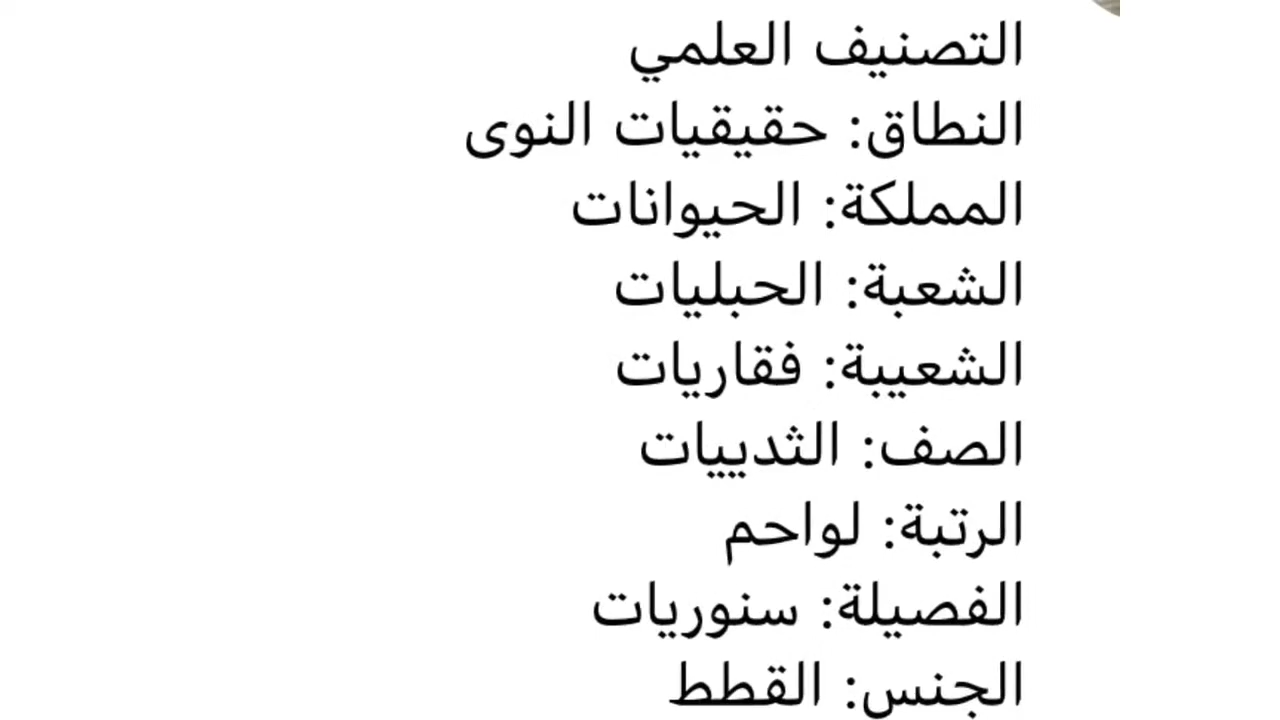 التصنيف العلمي
النطاق: حقيقيات النوى
المملكة: الحيوانات
الشعبة: الحبليات
الشعيبة: فقاريات
الصف: الثدييات
الرتبة: لواحم
الفصيلة: سنوريات
الجنس: القطط